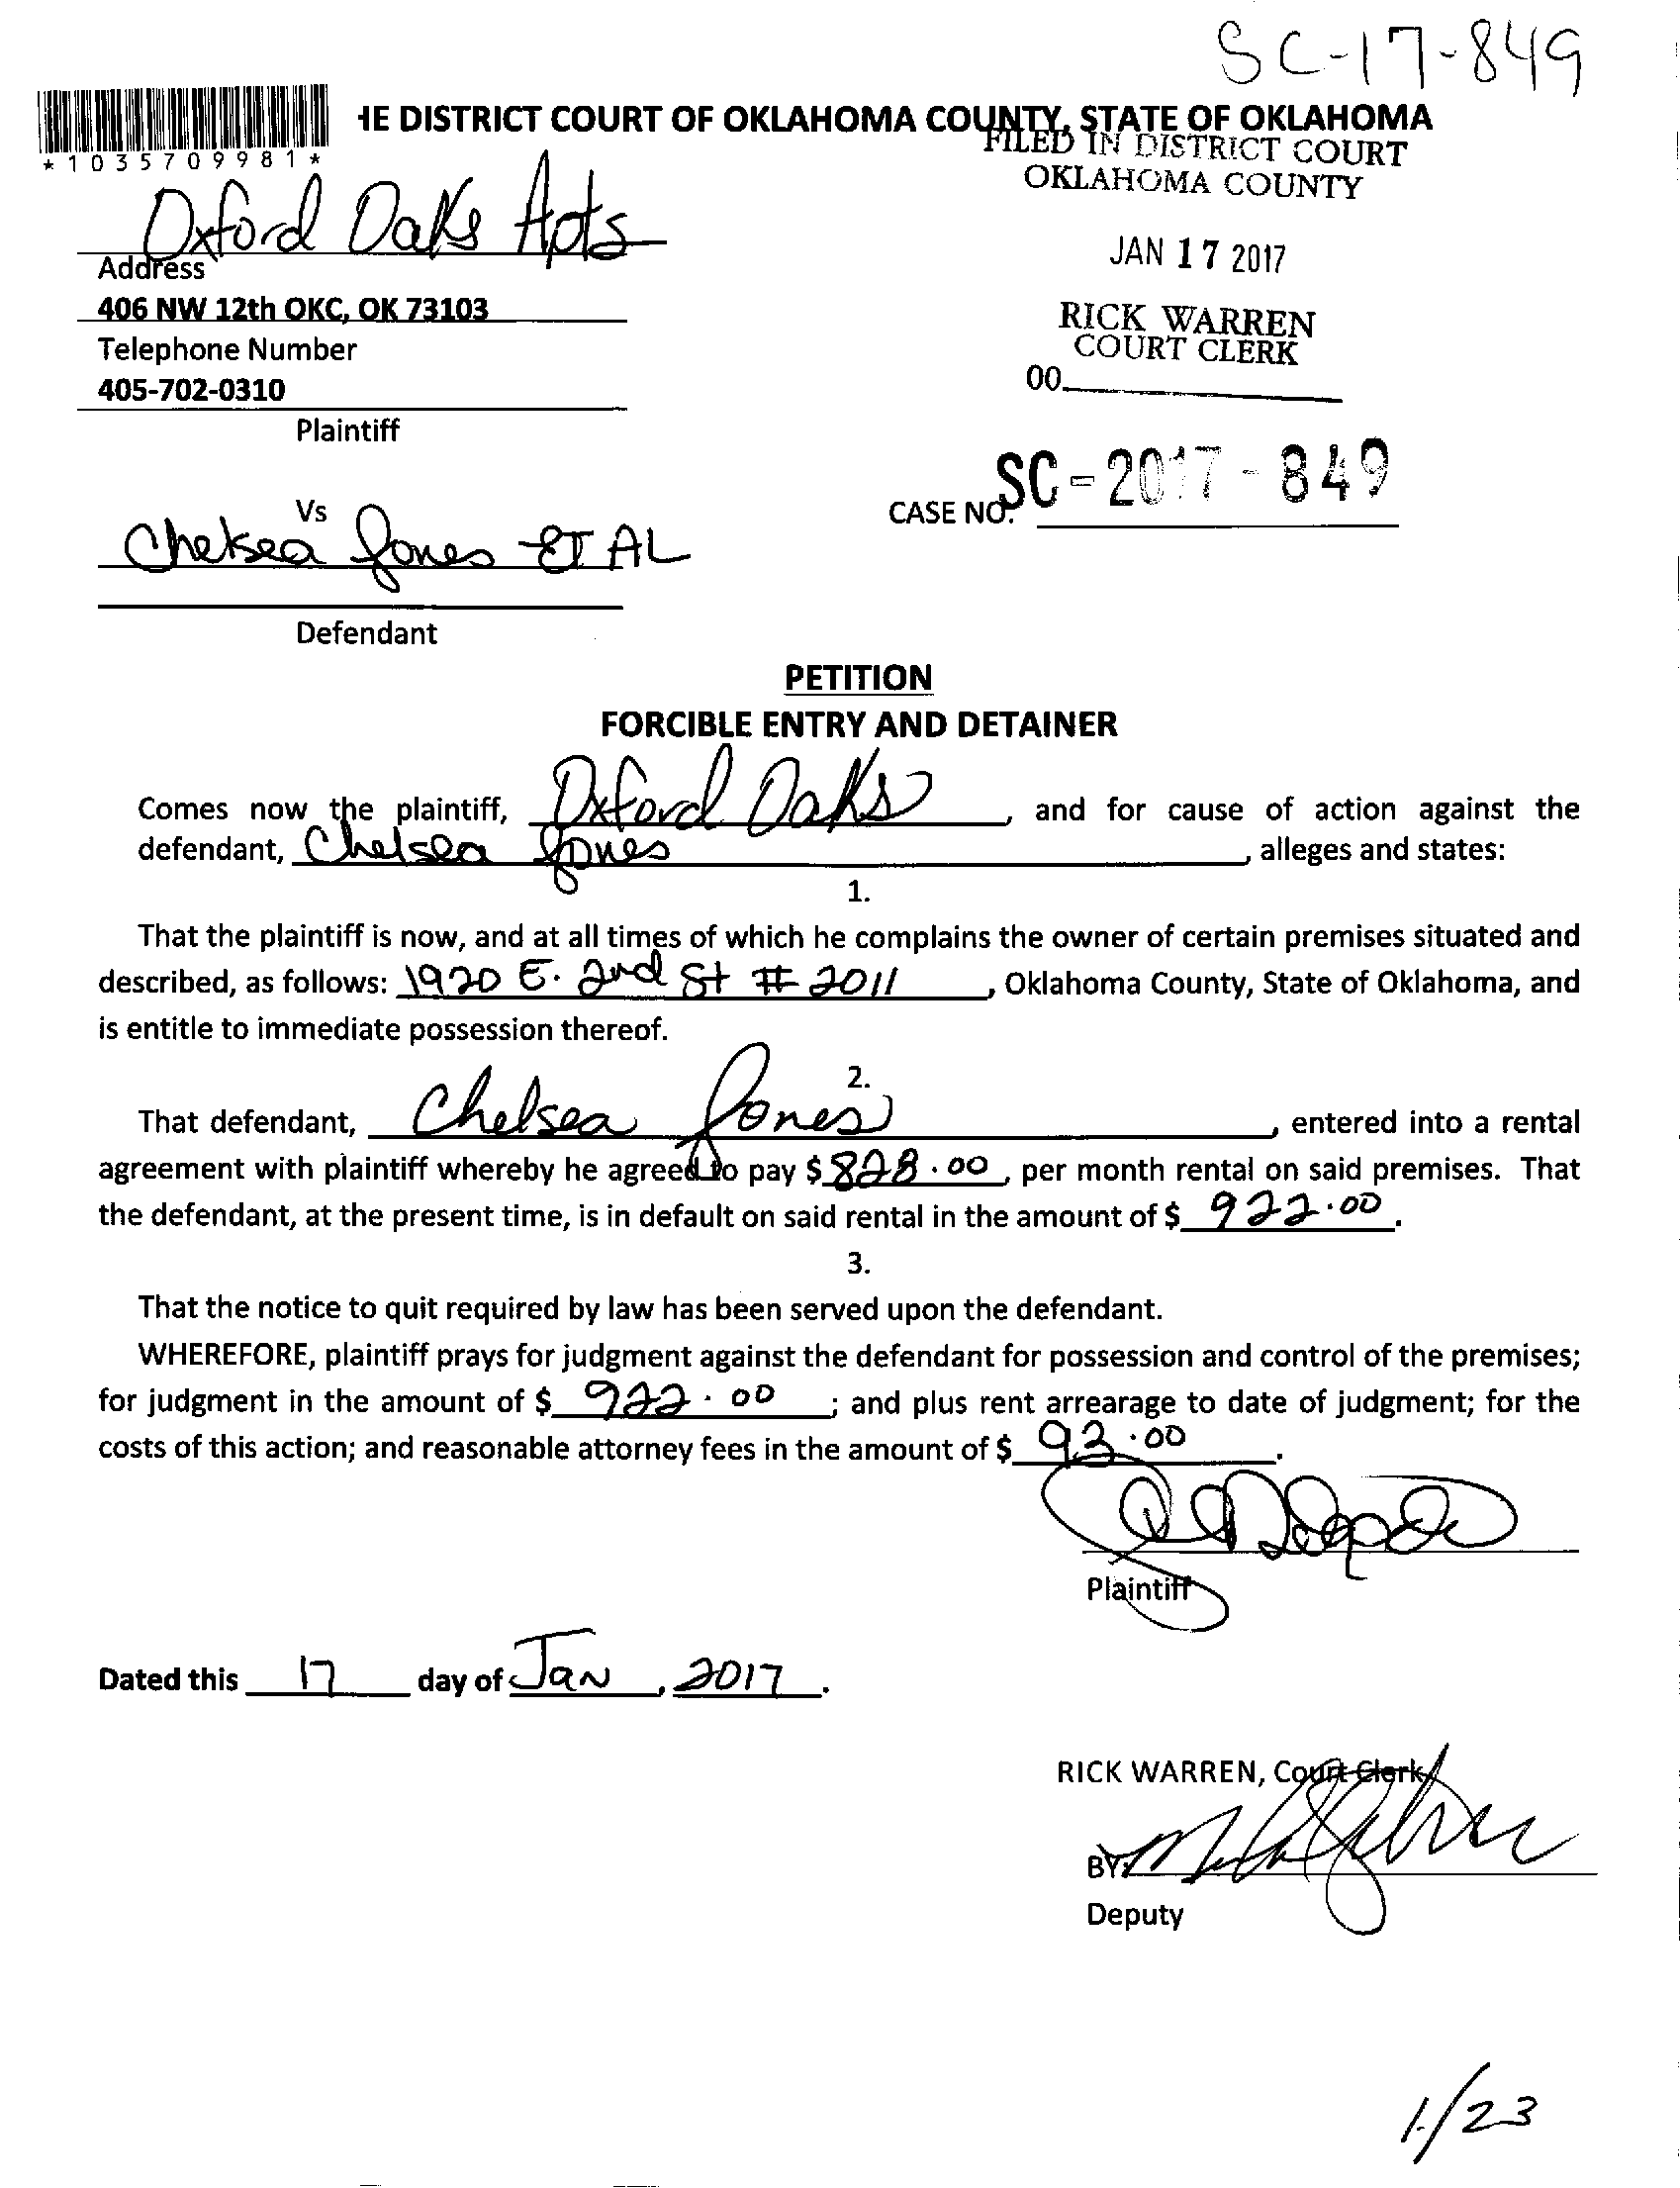 SC-17-849
*1035709981*
HE DISTRICT COURT OF OKLAHOMA COUNTY, STATE OF OKLAHOMA
FILED IN DISTRICT COURT
OKLAHOMA COUNTY
Oxford Oaks Apts
JAN 17 2017
Address
406 NW 12th OKC, OK 73103
RICK WARREN
COURT CLERK
Telephone Number
00
405-702-0310
Plaintiff
CASE NO. SC-2017-849
Vs
Chelsea Jones ET AL
Defendant
PETITION
FORCIBLE ENTRY AND DETAINER
Comes now the plaintiff, Oxford Oaks, and for cause of action against the
defendant, Chelsea Jones, alleges and states:
1.
That the plaintiff is now, and at all times of which he complains the owner of certain premises situated and
described, as follows: 1920 E. 2nd St # 2011, Oklahoma County, State of Oklahoma, and
is entitle to immediate possession thereof.
2.
That defendant, Chelsea Jones, entered into a rental
agreement with plaintiff whereby he agreed to pay $828.00, per month rental on said premises. That
the defendant, at the present time, is in default on said rental in the amount of $922.00.
3.
That the notice to quit required by law has been served upon the defendant.
WHEREFORE, plaintiff prays for judgment against the defendant for possession and control of the premises;
for judgment in the amount of $922.00; and plus rent arrearage to date of judgment; for the
costs of this action; and reasonable attorney fees in the amount of $93.00.
Plaintiff
Dated this 17 day of Jan, 2017.
RICK WARREN, Court Clerk
BY:
Deputy
1/23